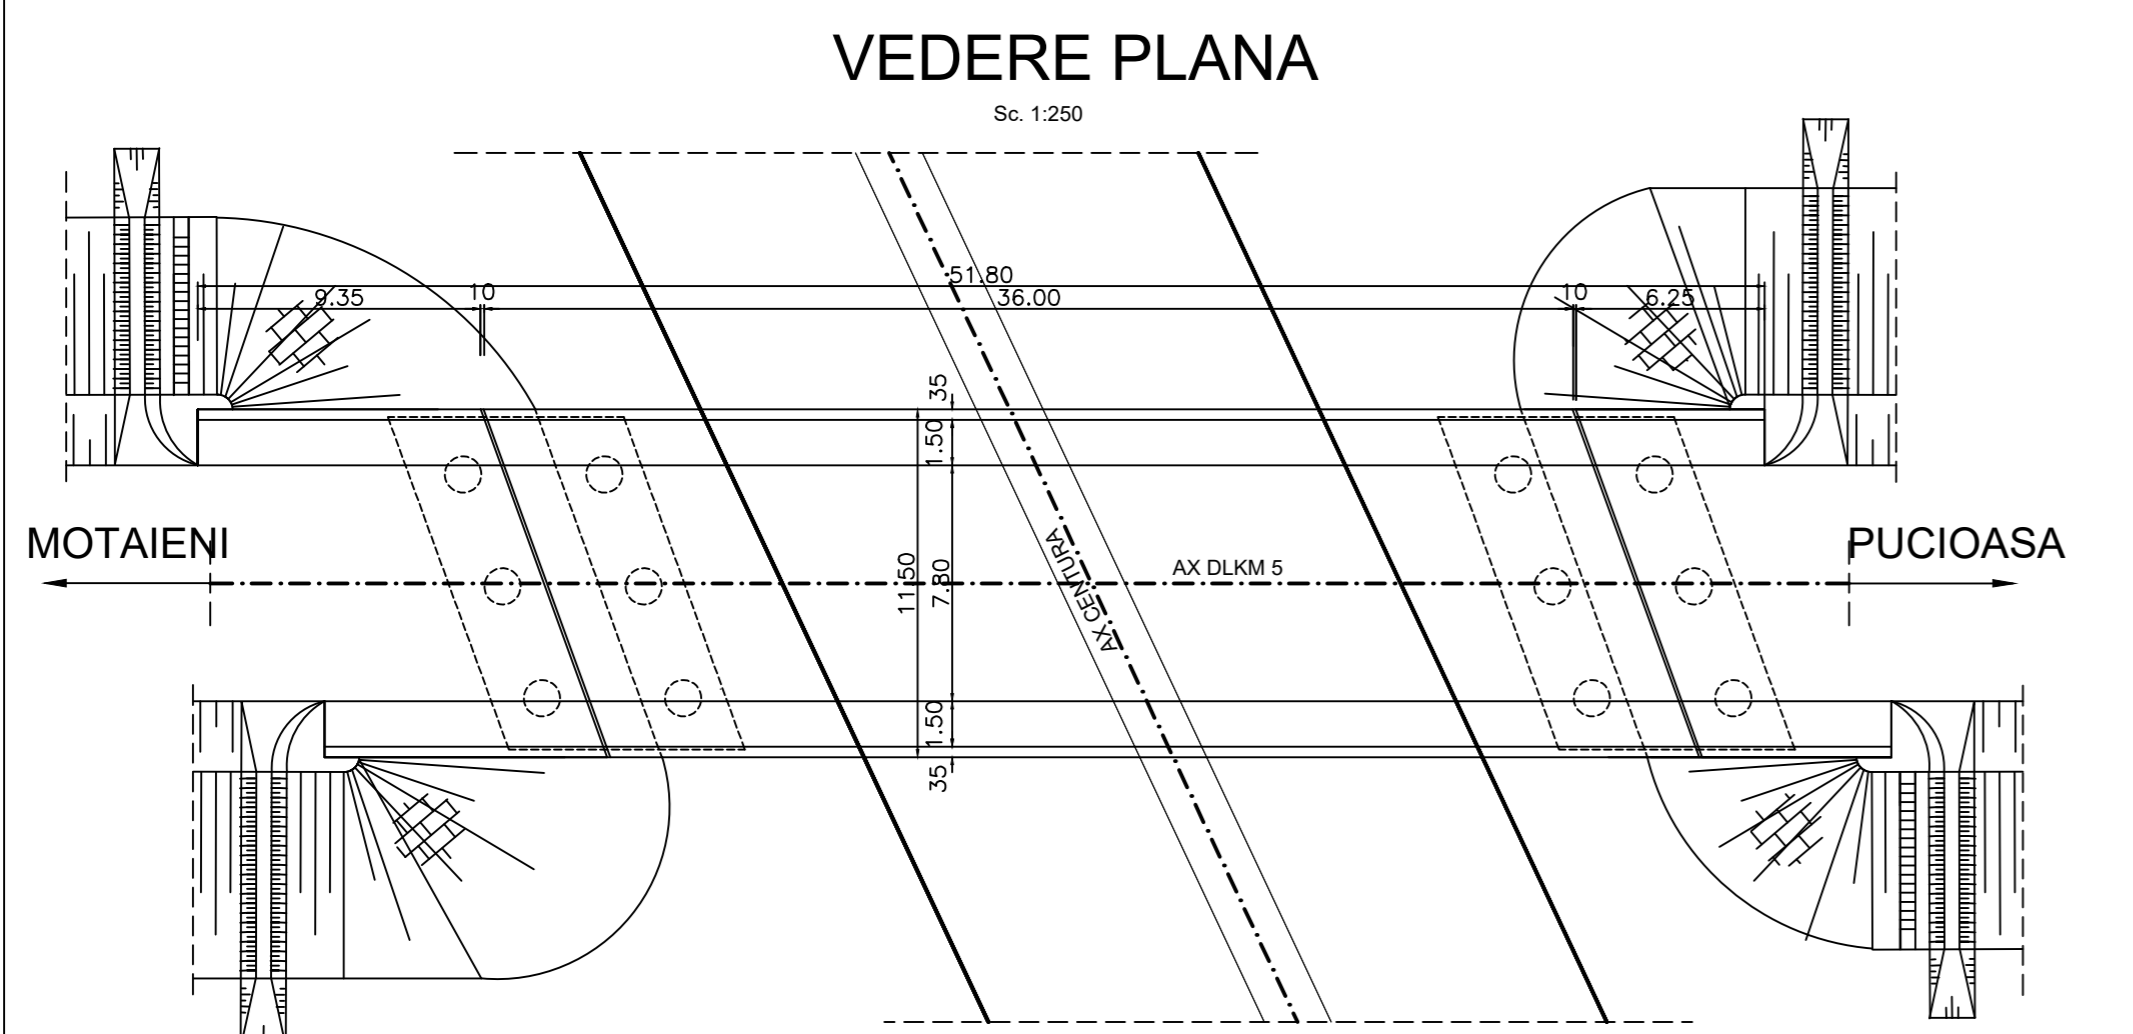 VEDERE PLANA
Sc. 1:250
51.80
9.35
10
36.00
10
6.25
35
1.50
MOTAIENI
PUCIOASA
AX CENTURA
AX DLKM 5
11.50
7.80
1.50
35